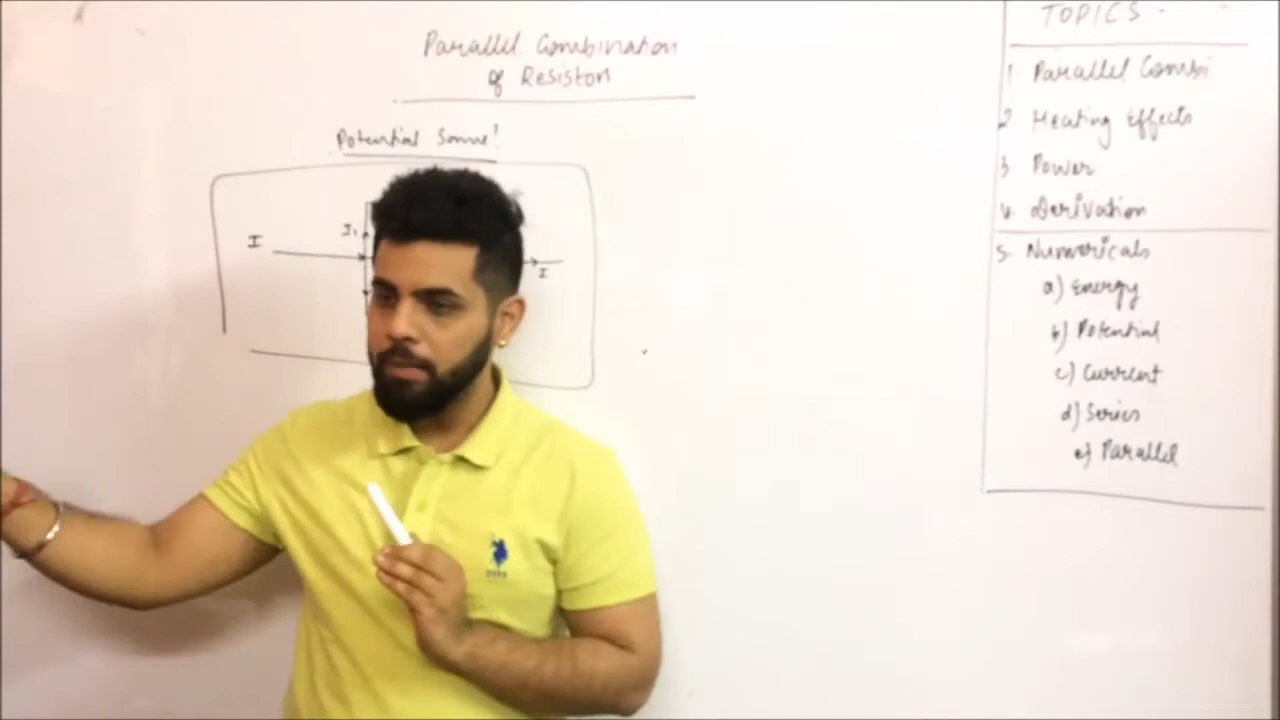 Parallel Combination
of Resistors
Potential Same!
I
I₁
I
TOPICS
1 Parallel Combi.
2 Heating Effects
3. Power
4. Derivation
5. Numericals
a) Energy
b) Potential
c) Current
d) Series
e) Parallel